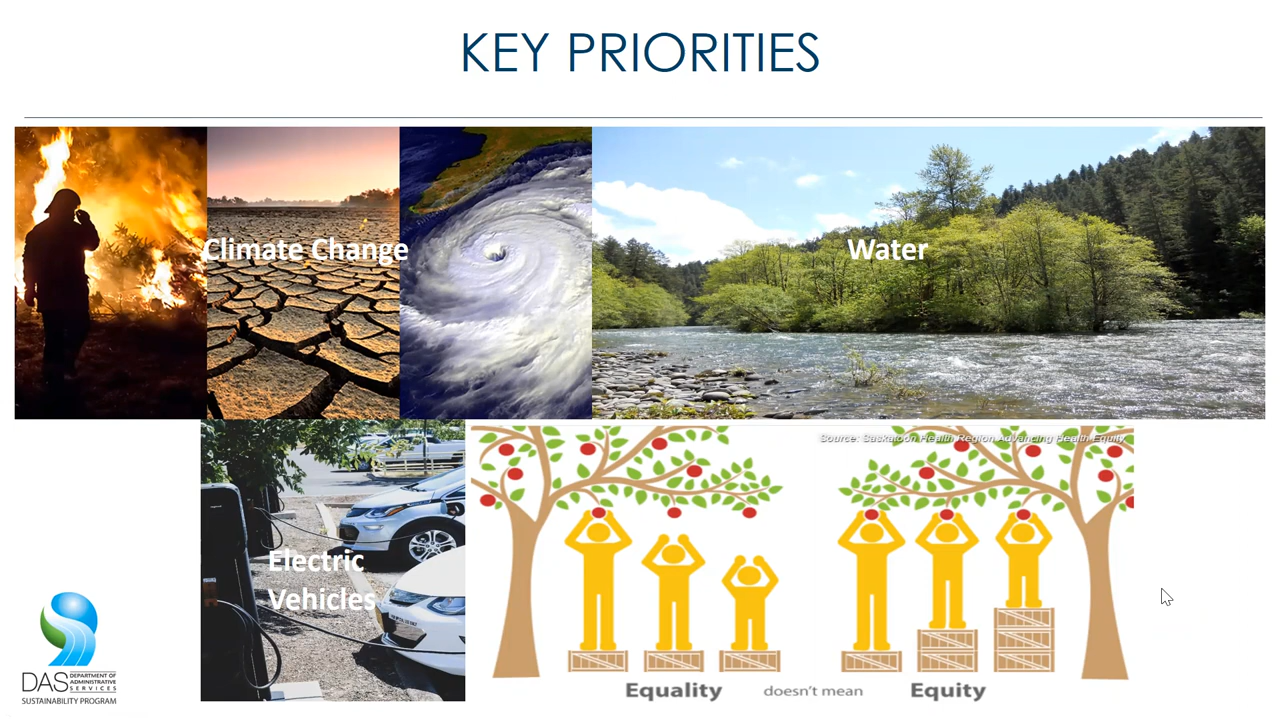 KEY PRIORITIES
Climate Change
Water
Source: Saskatoon Health Region Advancing Health Equity
Electric
Vehicles
Equality doesn't mean Equity
DAS DEPARTMENT OF
ADMINISTRATIVE
SERVICES
SUSTAINABILITY PROGRAM